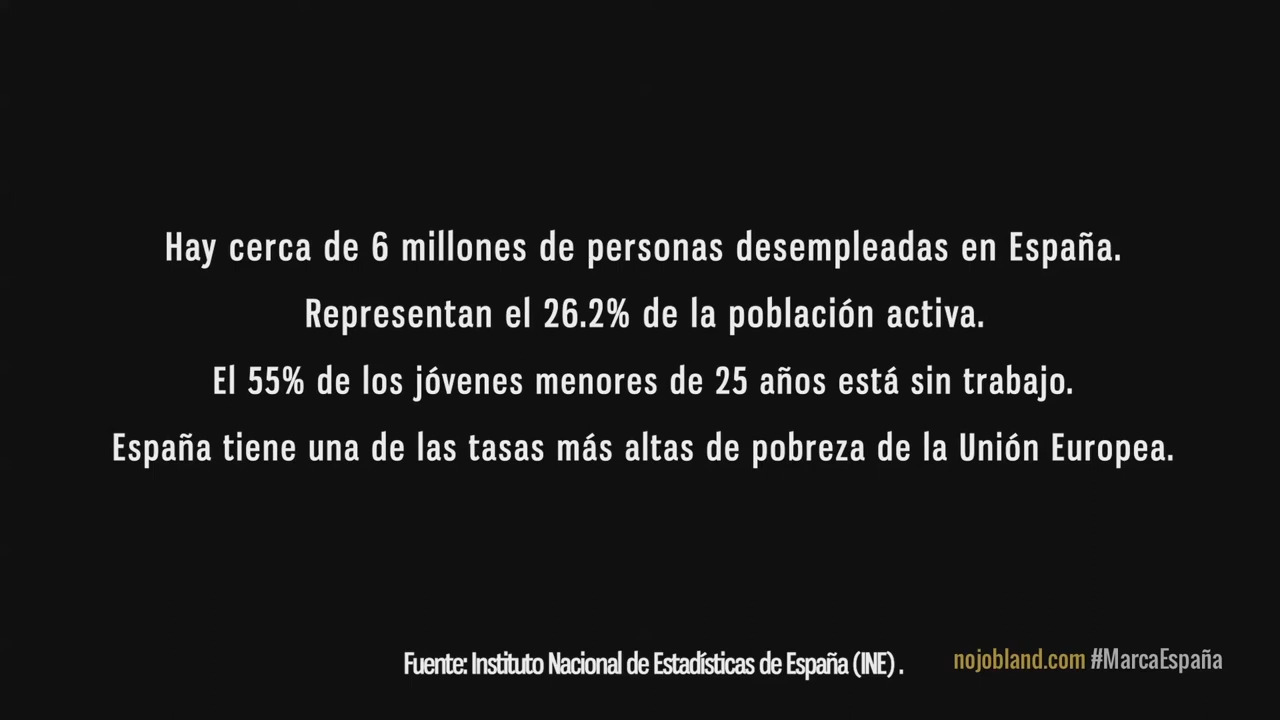 Hay cerca de 6 millones de personas desempleadas en España.
Representan el 26.2% de la población activa.
El 55% de los jóvenes menores de 25 años está sin trabajo.
España tiene una de las tasas más altas de pobreza de la Unión Europea.
Fuente: Instituto Nacional de Estadísticas de España (INE) .
nojobland.com #MarcaEspaña